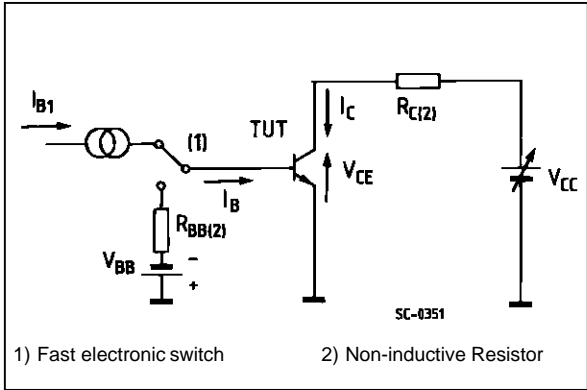 I_B1
(1)
TUT
I_C
R_C(2)
V_CE
V_CC
I_B
R_BB(2)
V_BB
-
+
SC-0351
1) Fast electronic switch
2) Non-inductive Resistor